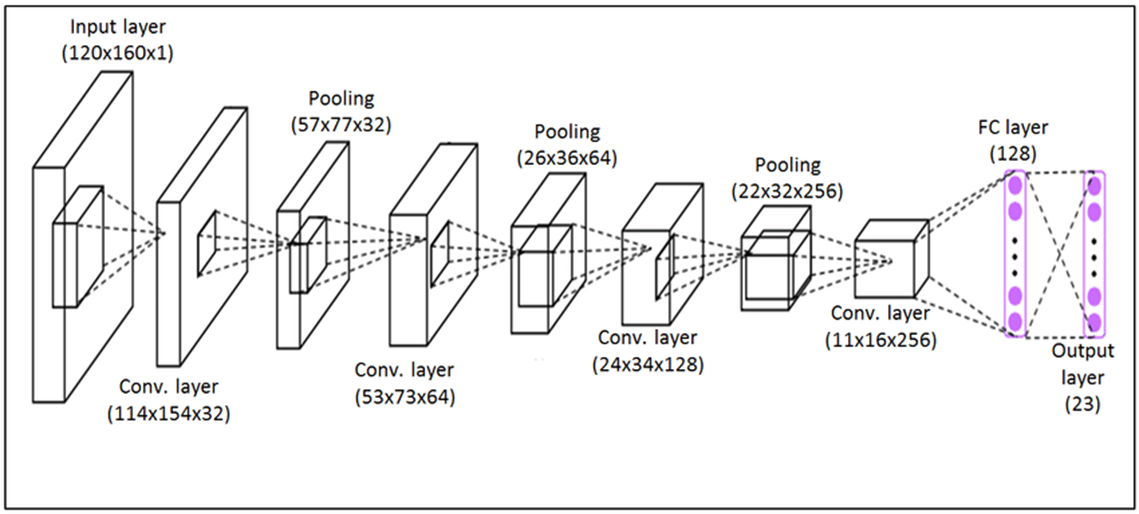 Input layer
(120x160x1)
Conv. layer
(114x154x32)
Pooling
(57x77x32)
Conv. layer
(53x73x64)
Pooling
(26x36x64)
Conv. layer
(24x34x128)
Pooling
(22x32x256)
Conv. layer
(11x16x256)
FC layer
(128)
Output
layer
(23)